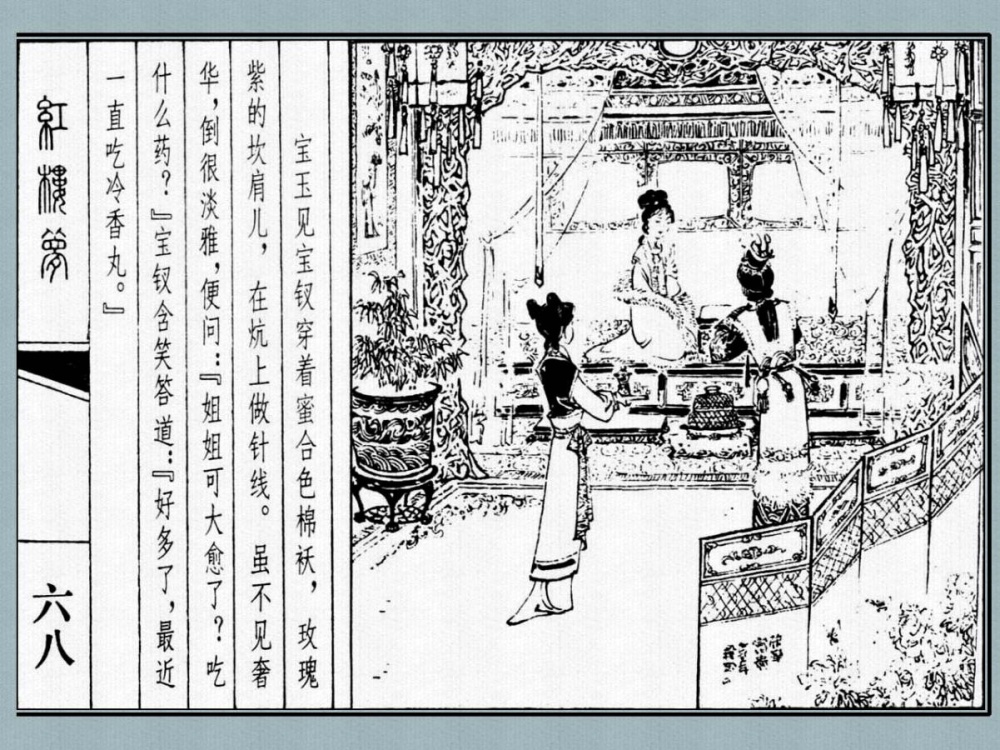 宝玉见宝钗穿着蜜合色棉袄，玫瑰
紫的坎肩儿，在炕上做针线。虽不见奢
华，倒很淡雅，便问：『姐姐可大愈了？吃
什么药？』宝钗含笑答道：『好多了，最近
一直吃冷香丸。』
紅樓夢
六八